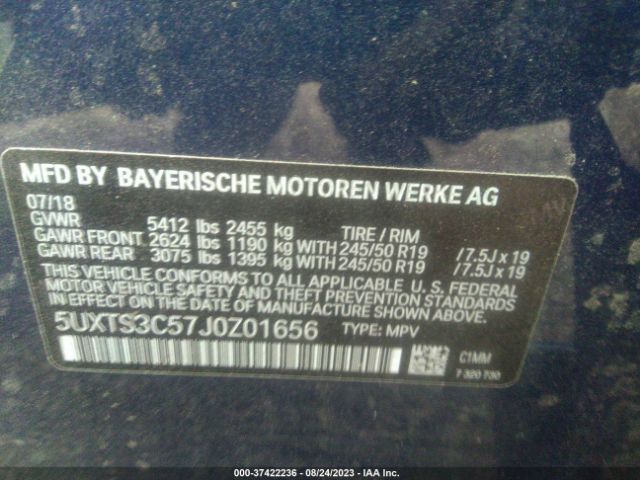 MFD BY BAYERISCHE MOTOREN WERKE AG
07/18
GVWR 5412 lbs 2455 kg TIRE / RIM
GAWR FRONT 2624 lbs 1190 kg WITH 245/50 R19 / 7.5J x 19
GAWR REAR 3075 lbs 1395 kg WITH 245/50 R19 / 7.5J x 19
THIS VEHICLE CONFORMS TO ALL APPLICABLE U. S. FEDERAL
MOTOR VEHICLE SAFETY AND THEFT PREVENTION STANDARDS
IN EFFECT ON THE DATE OF MANUFACTURE SHOWN ABOVE.
5UXTS3C57J0Z01656 TYPE: MPV
C1MM
7 320 730
000-37422236 - 08/24/2023 - IAA Inc.